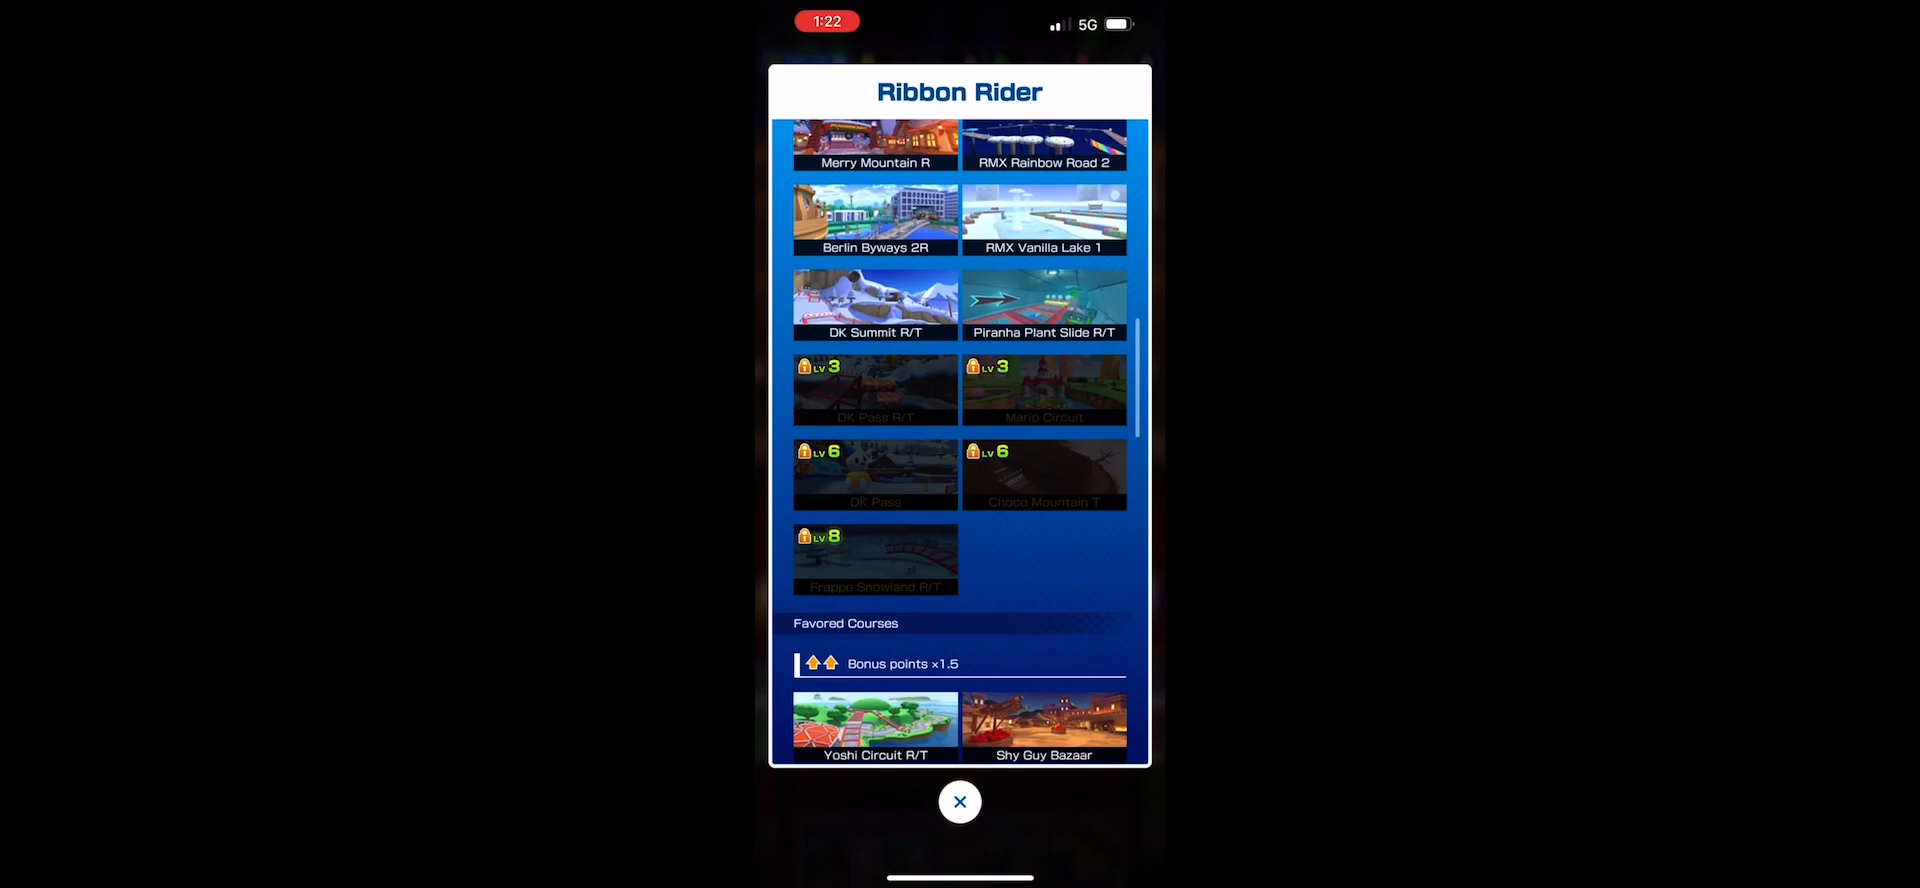 1:22
5G
Ribbon Rider
Merry Mountain R
RMX Rainbow Road 2
Berlin Byways 2R
RMX Vanilla Lake 1
DK Summit R/T
Piranha Plant Slide R/T
LV 3
LV 3
DK Pass R/T
Mario Circuit
LV 6
LV 6
DK Pass
Choco Mountain T
LV 8
Frappe Snowland R/T
Favored Courses
Bonus points ×1.5
Yoshi Circuit R/T
Shy Guy Bazaar